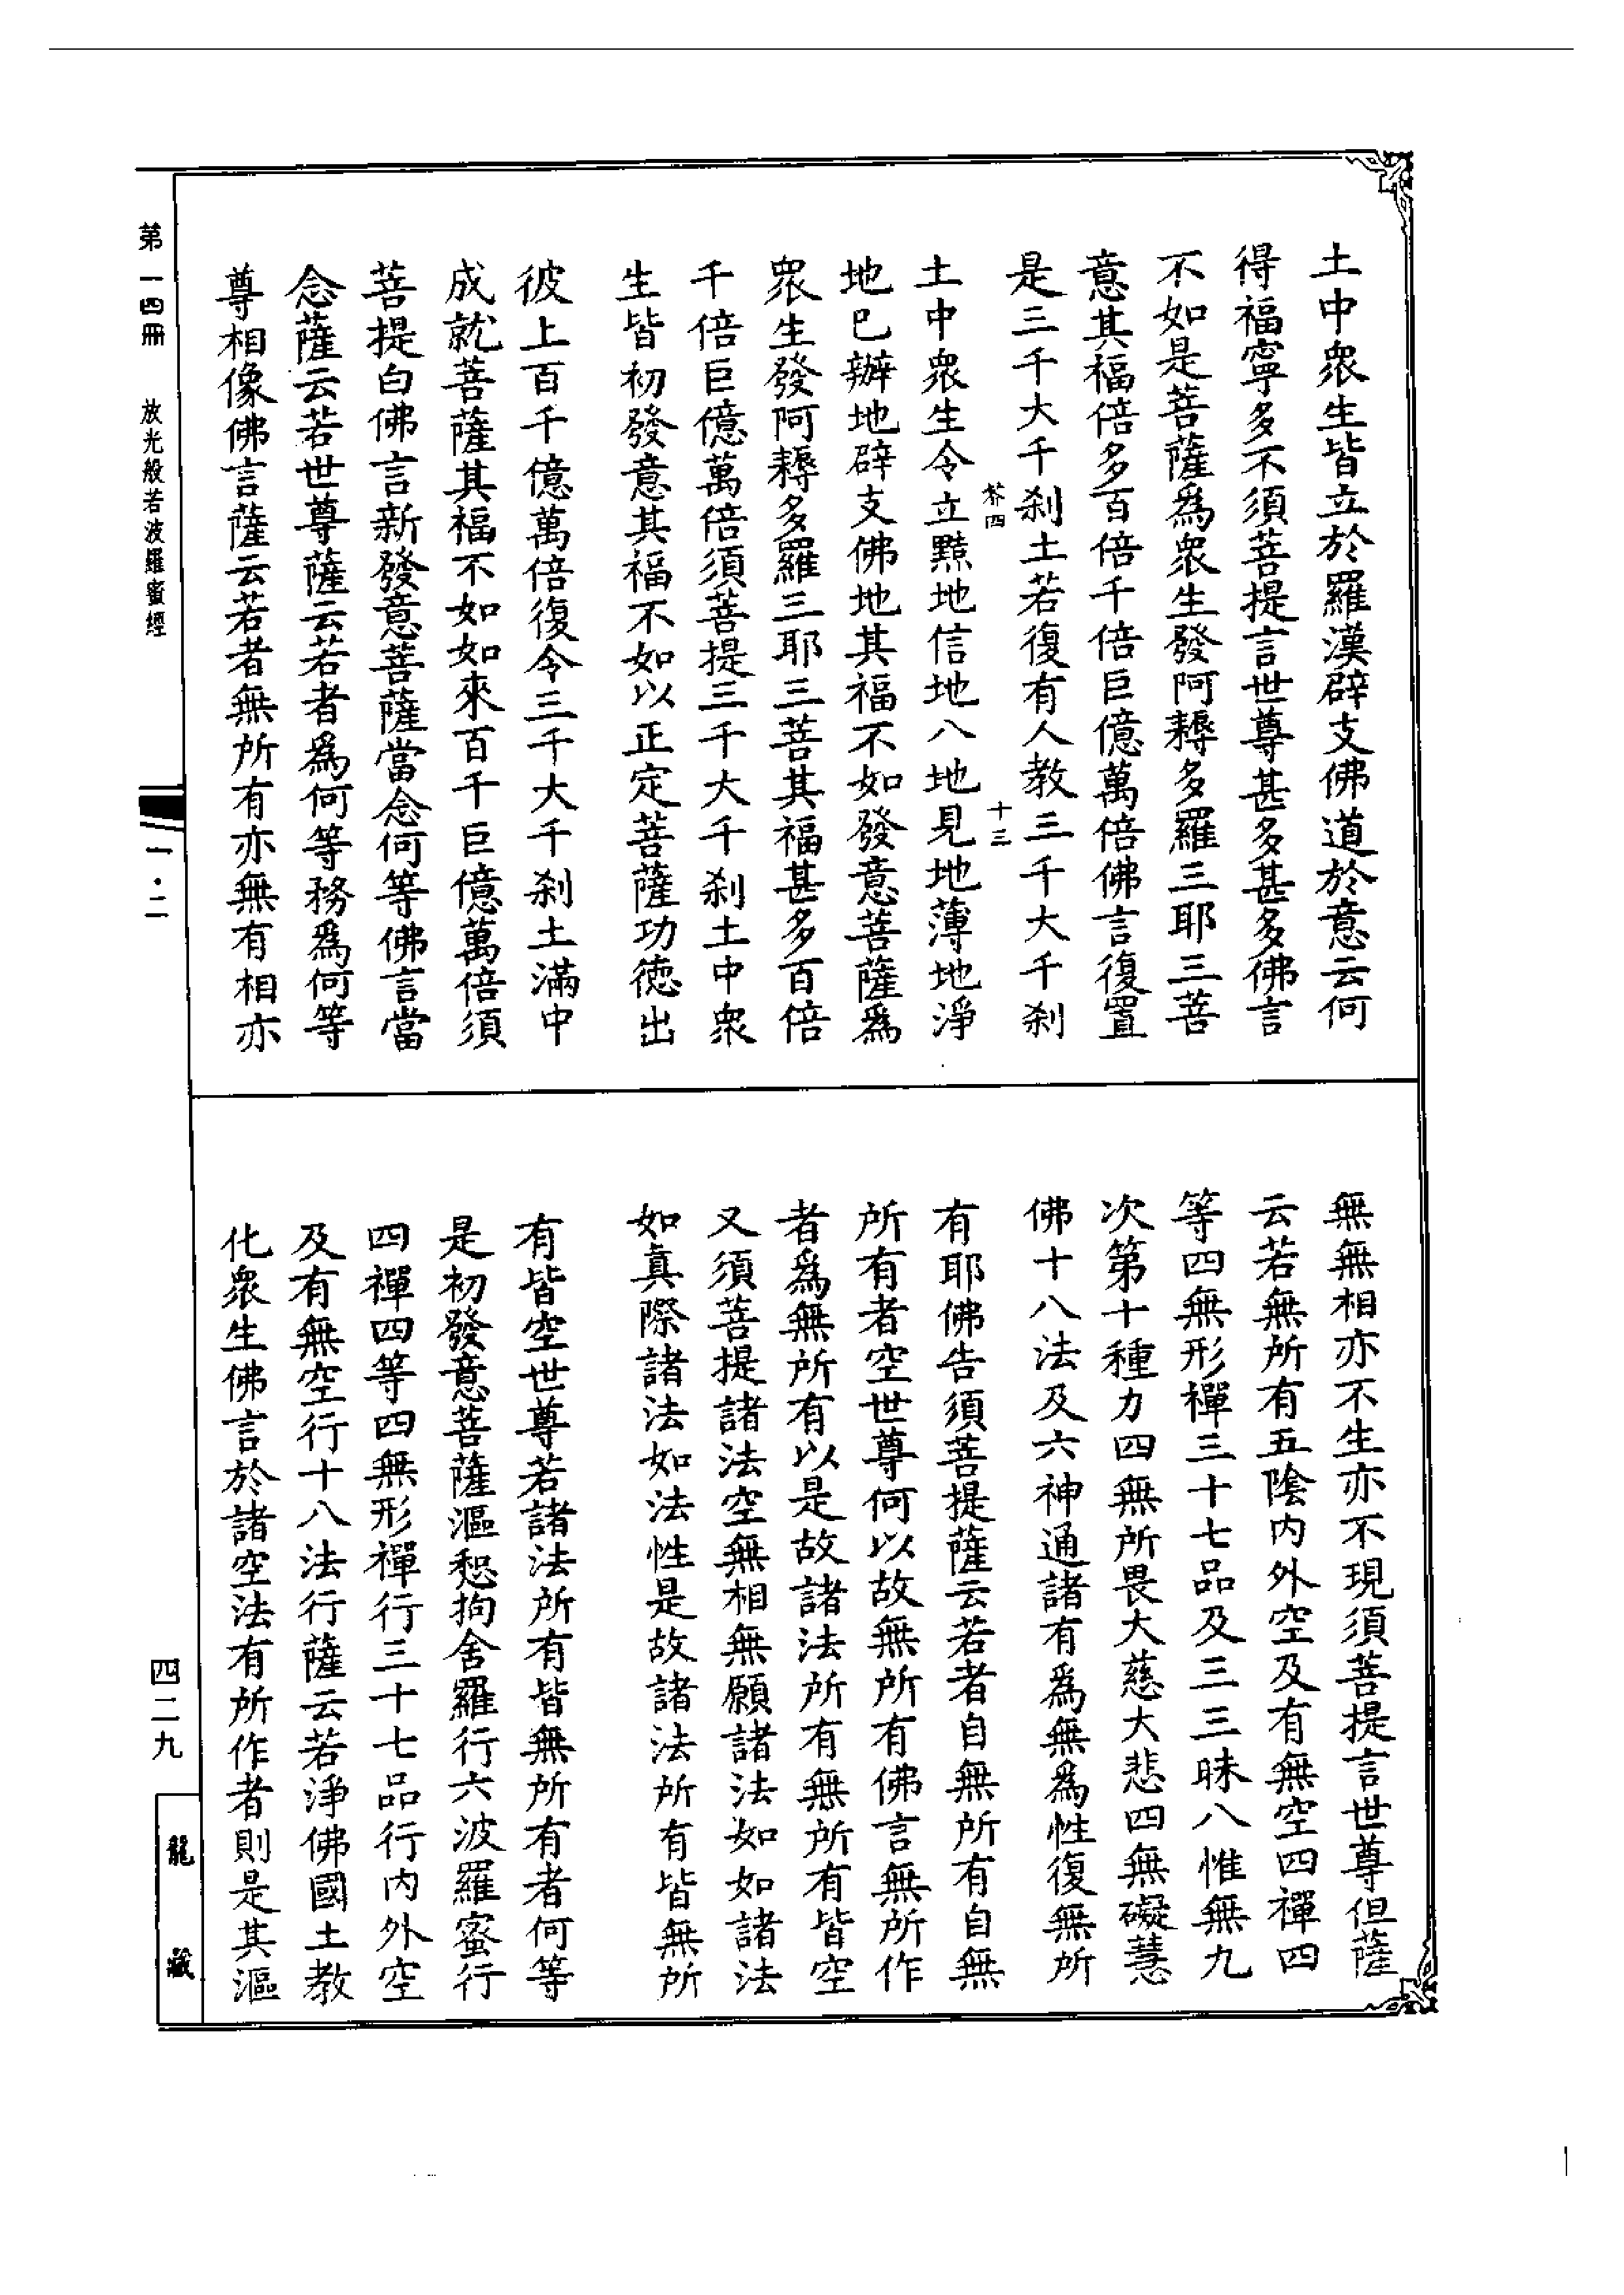 土中衆生皆立於羅漢辟支佛道於意云何
得福寧多不須菩提言世尊甚多甚多佛言
不如是菩薩爲衆生發阿耨多羅三耶三菩
意其福倍多百倍千倍巨億萬倍佛言復置
是三千大千刹土若復有人教三千大千刹
芥四
十三
土中衆生令立黠地信地八地見地薄地淨
地巳辦地辟支佛地其福不如發意菩薩爲
衆生發阿耨多羅三耶三菩其福甚多百倍
千倍巨億萬倍須菩提三千大千刹土中衆
生皆初發意其福不如以正定菩薩功德出
彼上百千億萬倍復令三千大千刹土滿中
成就菩薩其福不如如來百千巨億萬倍須
菩提白佛言新發意菩薩當念何等佛言當
念薩云若世尊薩云若者爲何等務爲何等
尊相像佛言薩云若者無所有亦無有相亦
無無相亦不生亦不現須菩提言世尊但薩
云若無所有五陰内外空及有無空四禪四
等四無形禪三十七品及三三昧八惟無九
次第十種力四無所畏大慈大悲四無礙慧
佛十八法及六神通諸有爲無爲性復無所
有耶佛告須菩提薩云若者自無所有自無
所有者空世尊何以故無所有佛言無所作
者爲無所有以是故諸法所有無所有皆空
又須菩提諸法空無相無願諸法如如諸法
如真際諸法如法性是故諸法所有皆無所
有皆空世尊若諸法所有皆無所有者何等
是初發意菩薩漚惒拘舍羅行六波羅蜜行
四禪四等四無形禪行三十七品行内外空
及有無空行十八法行薩云若淨佛國土教
化衆生佛言於諸空法有所作者則是其漚
第一四冊 放光般若波羅蜜經
一·二
四二九
龍藏